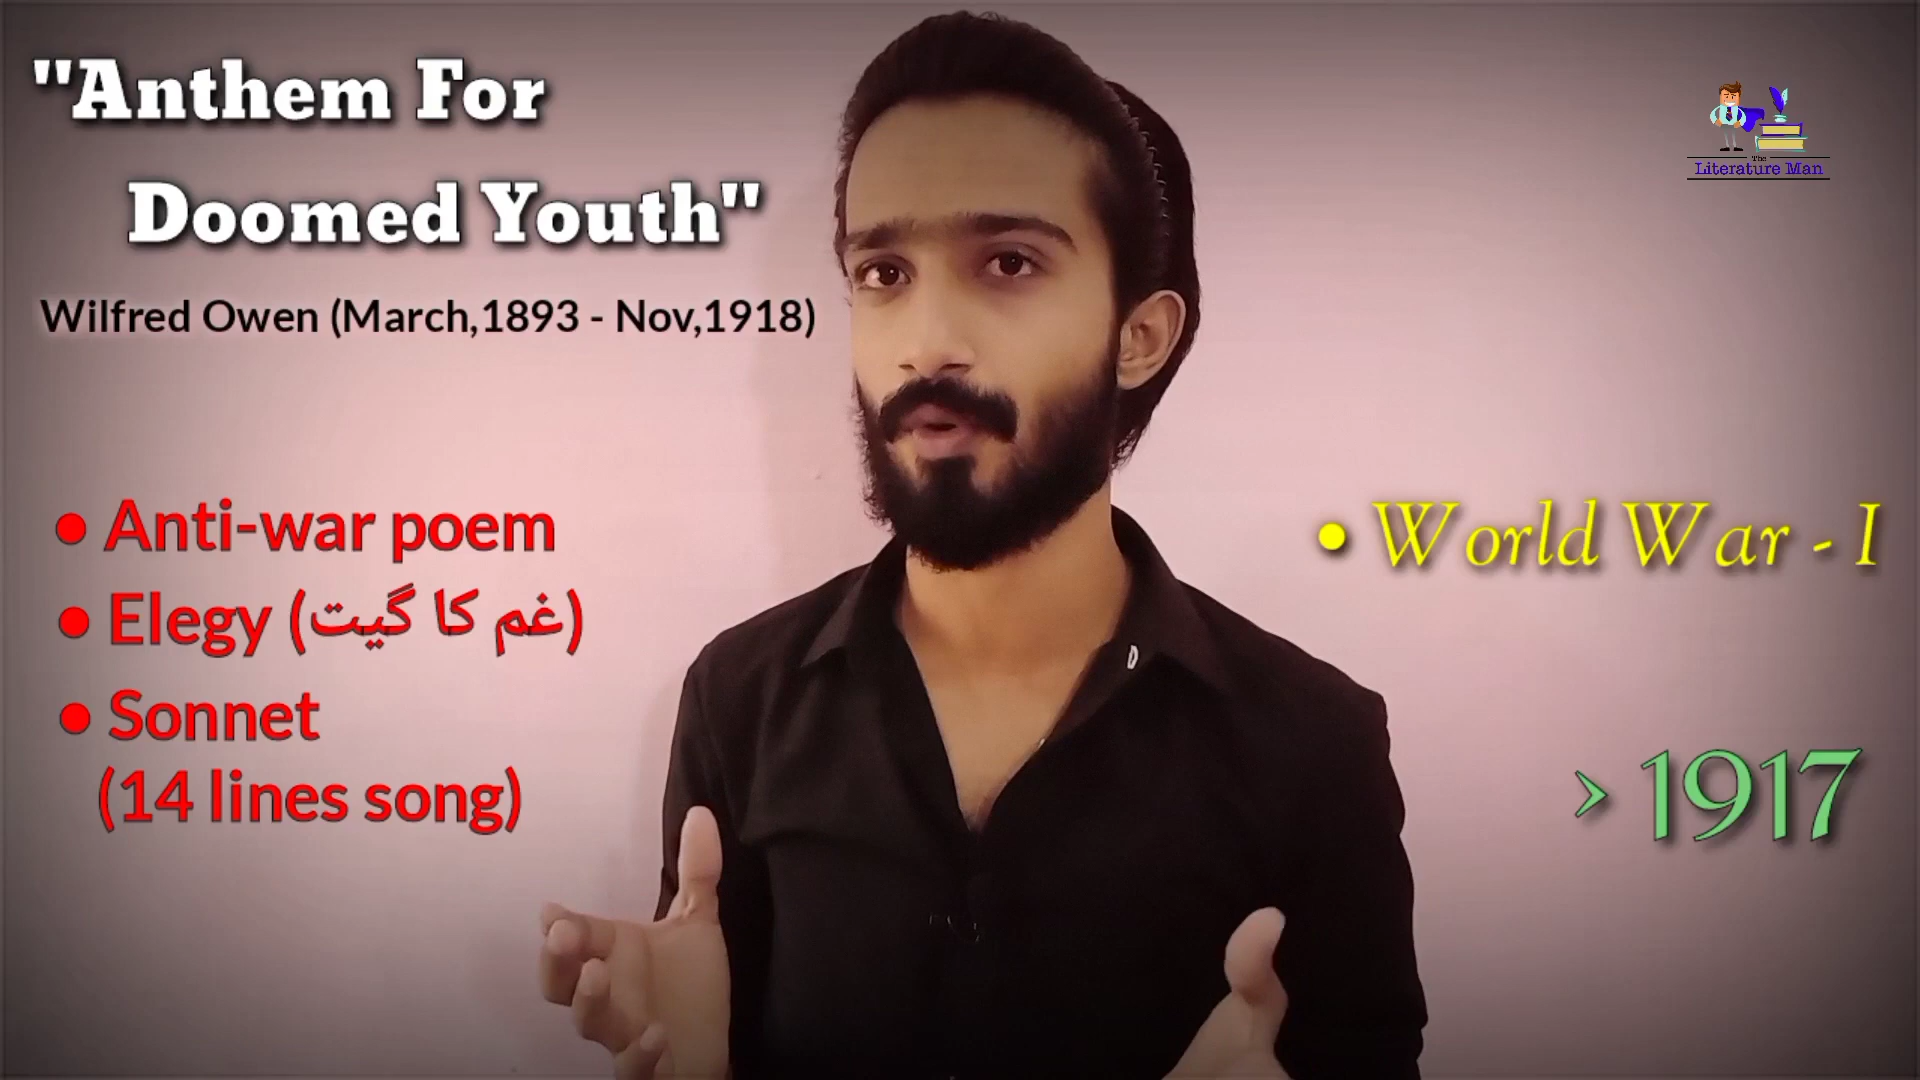 "Anthem For
Doomed Youth"
Wilfred Owen (March,1893 - Nov,1918)
• Anti-war poem
• Elegy (غم کا گیت)
• Sonnet
(14 lines song)
The
Literature Man
• World War - I
› 1917